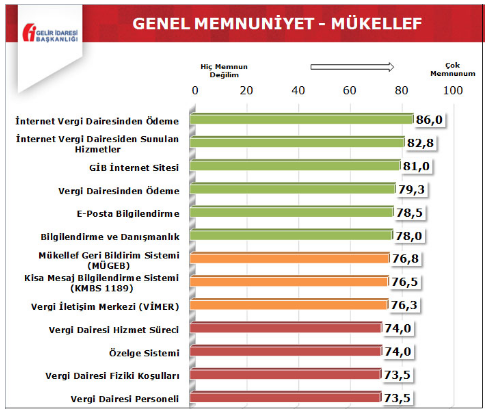 GENEL MEMNUNİYET - MÜKELLEF
GELİR İDARESİ
BAŞKANLIĞI
Hiç Memnun
Değilim
Çok
Memnunum
0 20 40 60 80 100
İnternet Vergi Dairesinden Ödeme 86,0
İnternet Vergi Dairesiden Sunulan
Hizmetler 82,8
GİB İnternet Sitesi 81,0
Vergi Dairesinden Ödeme 79,3
E-Posta Bilgilendirme 78,5
Bilgilendirme ve Danışmanlık 78,0
Mükellef Geri Bildirim Sistemi
(MÜGEB) 76,8
Kisa Mesaj Bilgilendirme Sistemi
(KMBS 1189) 76,5
Vergi İletişim Merkezi (VİMER) 76,3
Vergi Dairesi Hizmet Süreci 74,0
Özelge Sistemi 74,0
Vergi Dairesi Fiziki Koşulları 73,5
Vergi Dairesi Personeli 73,5